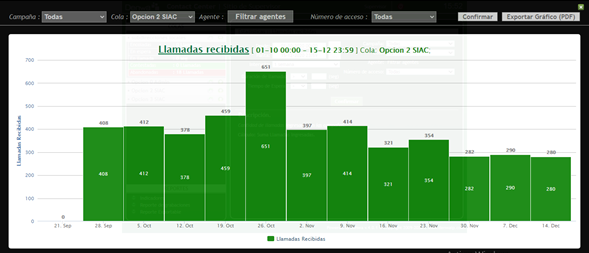 Campaña : Todas Cola : Opcion 2 SIAC Agente : Filtrar agentes Número de acceso : Todas Confirmar Exportar Gráfico (PDF)
Llamadas recibidas [ 01-10 00:00 - 15-12 23:59 ] Cola: Opcion 2 SIAC;
Llamadas Recibidas
700
600
500
400
300
200
100
0
0 408 412 378 459 651 397 414 321 354 282 290 280
408 412 378 459 651 397 414 321 354 282 290 280
21. Sep 28. Sep 5. Oct 12. Oct 19. Oct 26. Oct 2. Nov 9. Nov 16. Nov 23. Nov 30. Nov 7. Dec 14. Dec
Llamadas Recibidas